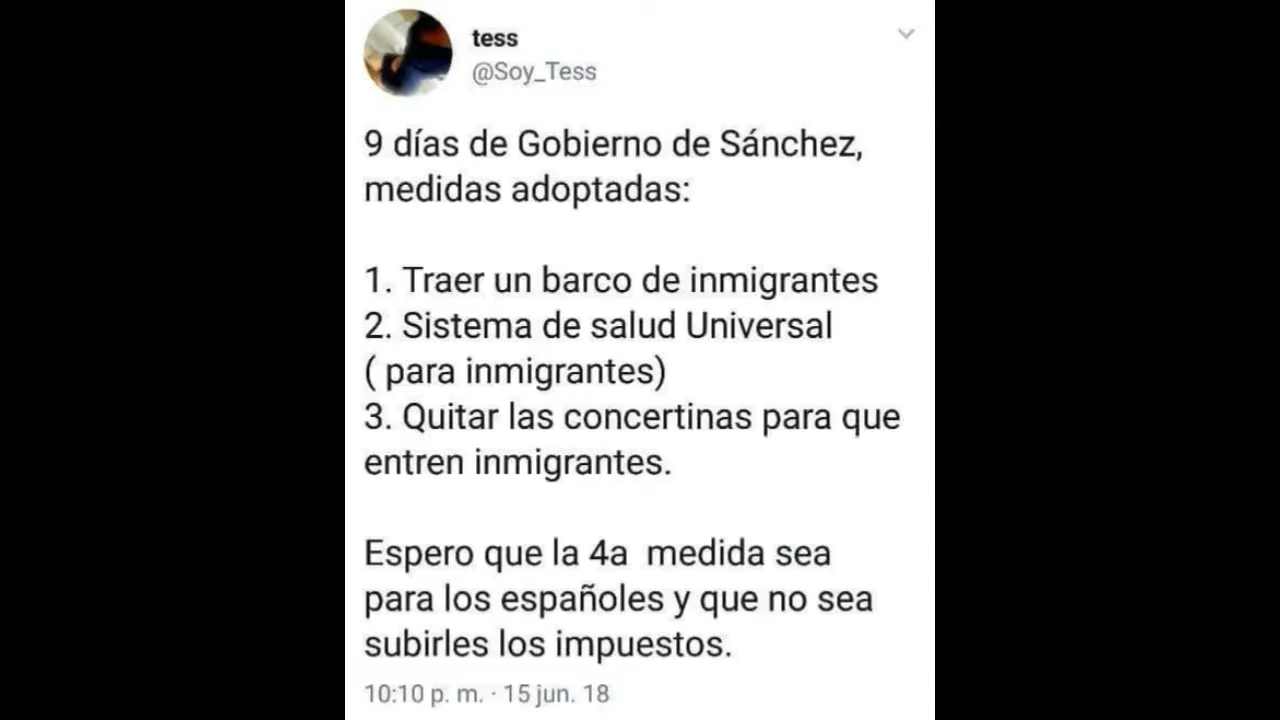 tess
@Soy_Tess
9 días de Gobierno de Sánchez,
medidas adoptadas:
1. Traer un barco de inmigrantes
2. Sistema de salud Universal
( para inmigrantes)
3. Quitar las concertinas para que
entren inmigrantes.
Espero que la 4a  medida sea
para los españoles y que no sea
subirles los impuestos.
10:10 p. m. · 15 jun. 18